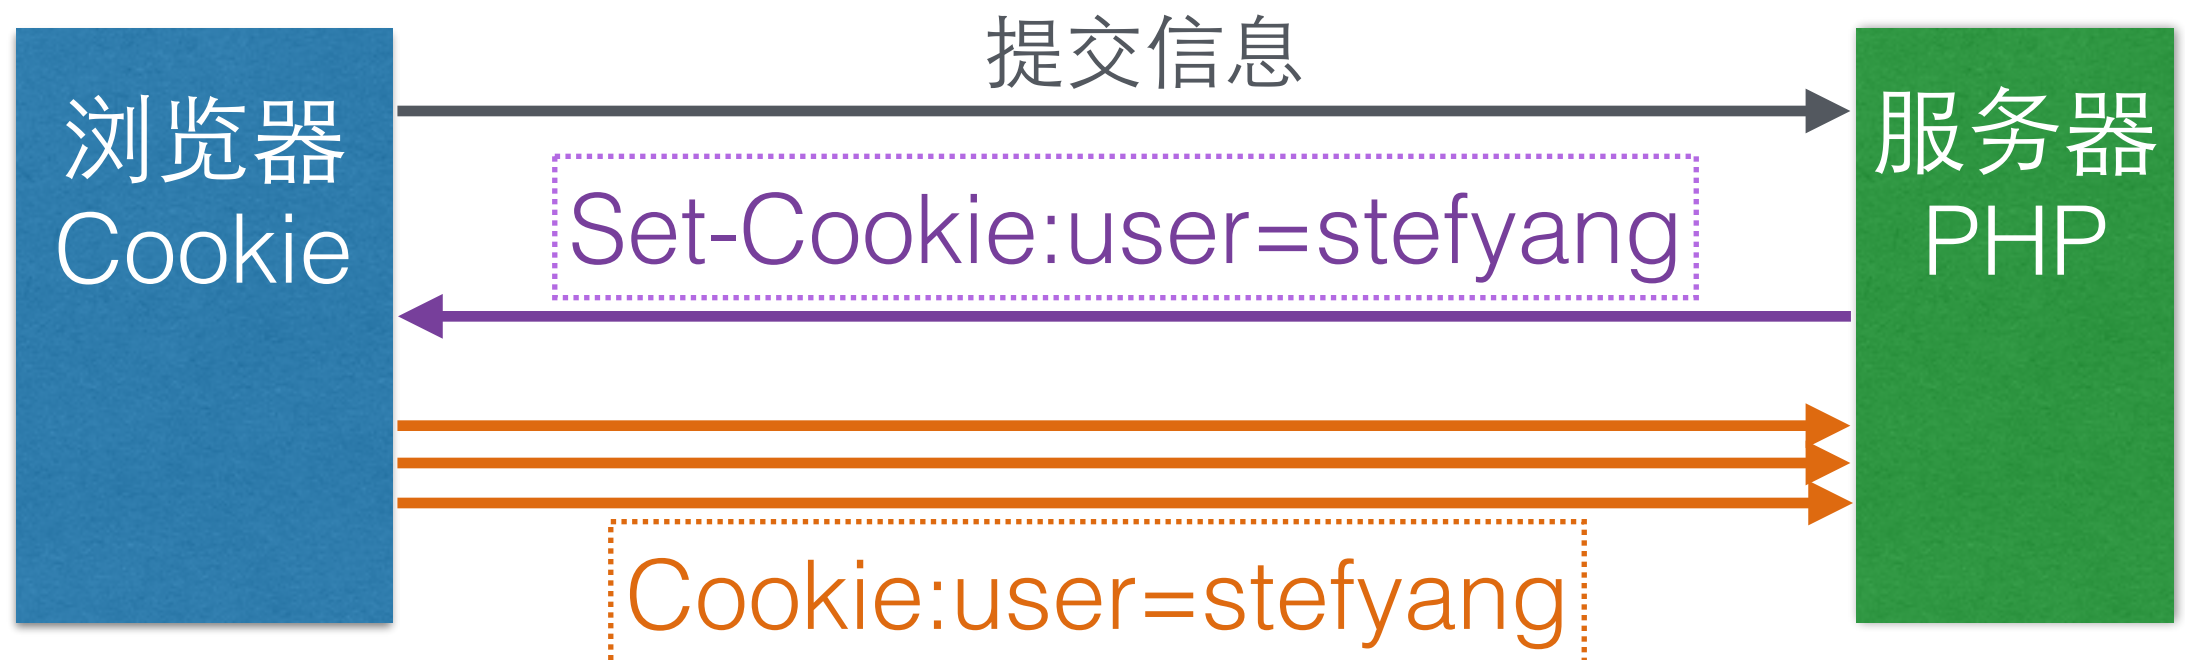 提交信息
浏览器
Cookie
服务器
PHP
Set-Cookie:user=stefyang
Cookie:user=stefyang